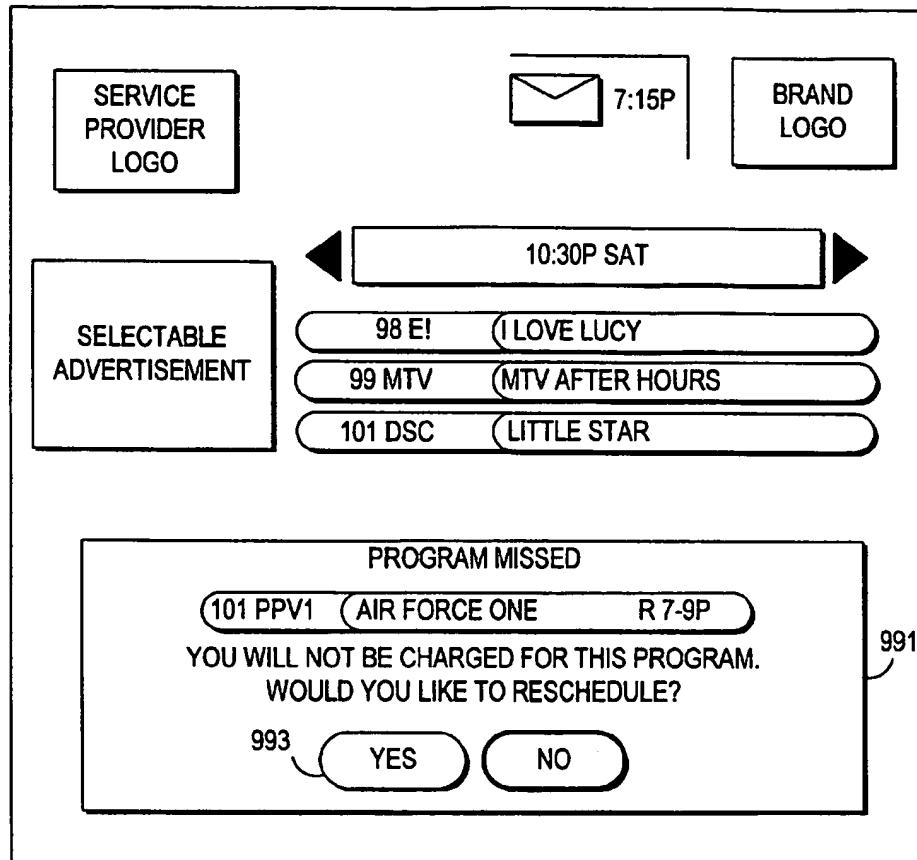 SERVICE
PROVIDER
LOGO
7:15P
BRAND
LOGO
10:30P SAT
SELECTABLE
ADVERTISEMENT
98 E! I LOVE LUCY
99 MTV MTV AFTER HOURS
101 DSC LITTLE STAR
PROGRAM MISSED
101 PPV1 AIR FORCE ONE R 7-9P
YOU WILL NOT BE CHARGED FOR THIS PROGRAM.
WOULD YOU LIKE TO RESCHEDULE?
991
993
YES NO